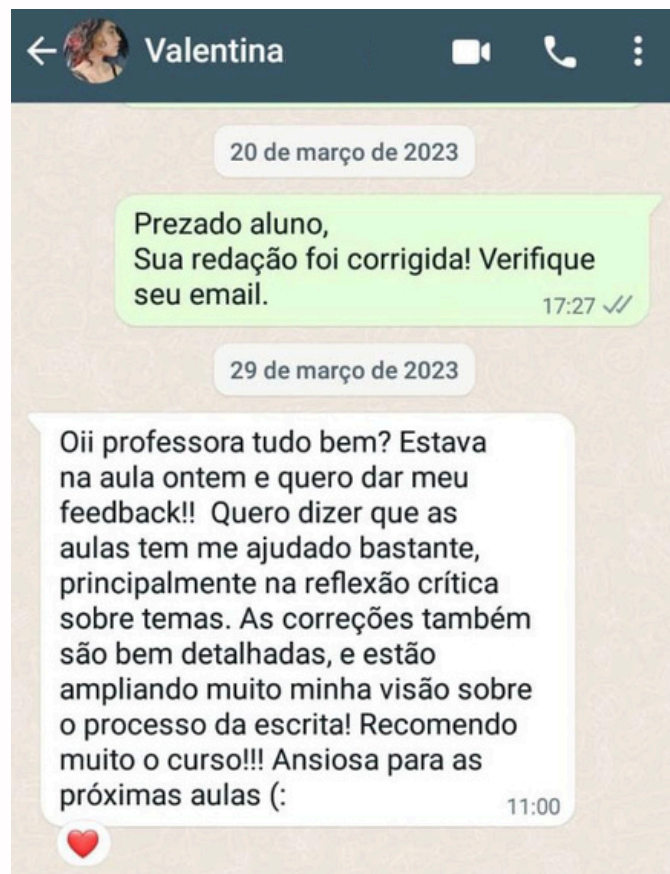 Valentina
20 de março de 2023
Prezado aluno,
Sua redação foi corrigida! Verifique
seu email.
17:27
29 de março de 2023
Oii professora tudo bem? Estava
na aula ontem e quero dar meu
feedback!!  Quero dizer que as
aulas tem me ajudado bastante,
principalmente na reflexão crítica
sobre temas. As correções também
são bem detalhadas, e estão
ampliando muito minha visão sobre
o processo da escrita! Recomendo
muito o curso!!! Ansiosa para as
próximas aulas (:
11:00